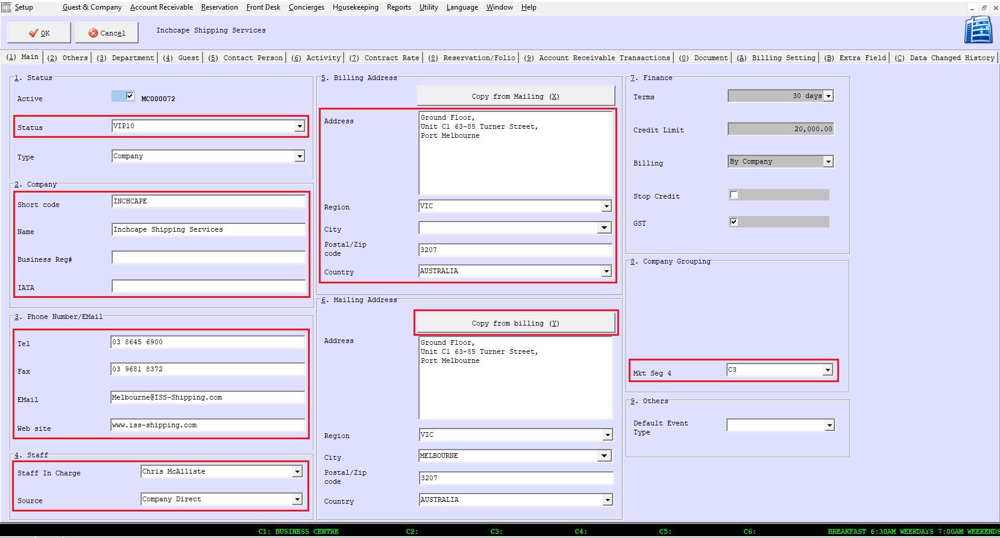 Setup Guest & Company Account Receivable Reservation Front Desk Concierges Housekeeping Reports Utility Language Window Help
OK Cancel Inchcape Shipping Services
(1) Main (2) Others (3) Department (4) Guest (5) Contact Person (6) Activity (7) Contract Rate (8) Reservation/Folio (9) Account Receivable Transactions (0) Document (A) Billing Setting (B) Extra Field (C) Data Changed History
1. Status
Active MC000072
Status VIP10
Type Company
2. Company
Short code INCHCAPE
Name Inchcape Shipping Services
Business Reg#
IATA
3. Phone Number/EMail
Tel 03 8645 6900
Fax 03 9681 8372
EMail Melbourne@ISS-Shipping.com
Web site www.iss-shipping.com
4. Staff
Staff In Charge Chris McAlliste
Source Company Direct
5. Billing Address
Copy from Mailing (X)
Address Ground Floor,
Unit C1 63-85 Turner Street,
Port Melbourne
Region VIC
City
Postal/Zip
code 3207
Country AUSTRALIA
6. Mailing Address
Copy from billing (Y)
Address Ground Floor,
Unit C1 63-85 Turner Street,
Port Melbourne
Region VIC
City MELBOURNE
Postal/Zip
code 3207
Country AUSTRALIA
7. Finance
Terms 30 days
Credit Limit 20,000.00
Billing By Company
Stop Credit
GST
8. Company Grouping
Mkt Seg 4 C3
9. Others
Default Event
Type
C1: BUSINESS CENTRE C2: C3: C4: C5: C6: BREAKFAST 6:30AM WEEKDAYS 7:00AM WEEKENDS